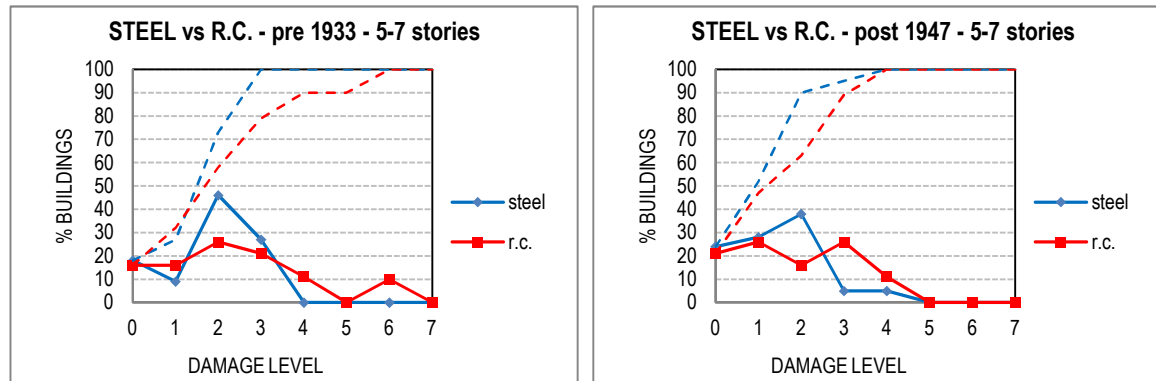 STEEL vs R.C. - pre 1933 - 5-7 stories
100
90
80
70
60
50
40
30
20
10
0
% BUILDINGS
0 1 2 3 4 5 6 7
DAMAGE LEVEL
steel
r.c.
STEEL vs R.C. - post 1947 - 5-7 stories
100
90
80
70
60
50
40
30
20
10
0
% BUILDINGS
0 1 2 3 4 5 6 7
DAMAGE LEVEL
steel
r.c.